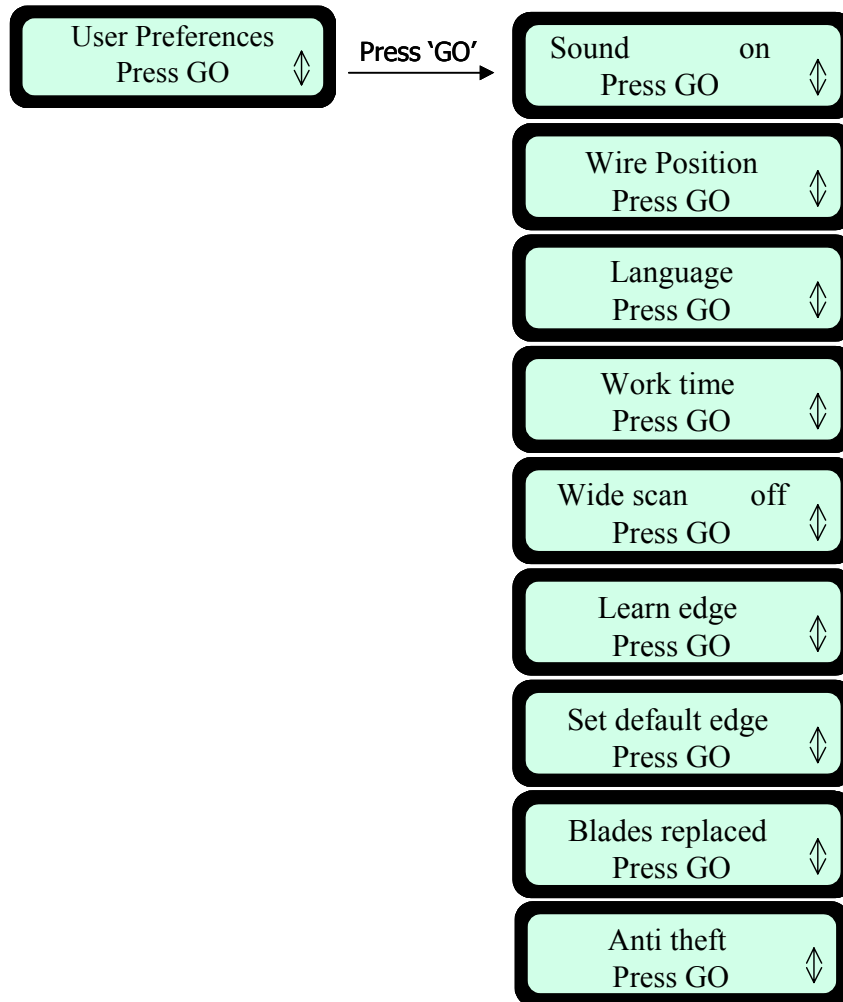 User Preferences
Press GO
Press ‘GO’
Sound on
Press GO
Wire Position
Press GO
Language
Press GO
Work time
Press GO
Wide scan off
Press GO
Learn edge
Press GO
Set default edge
Press GO
Blades replaced
Press GO
Anti theft
Press GO